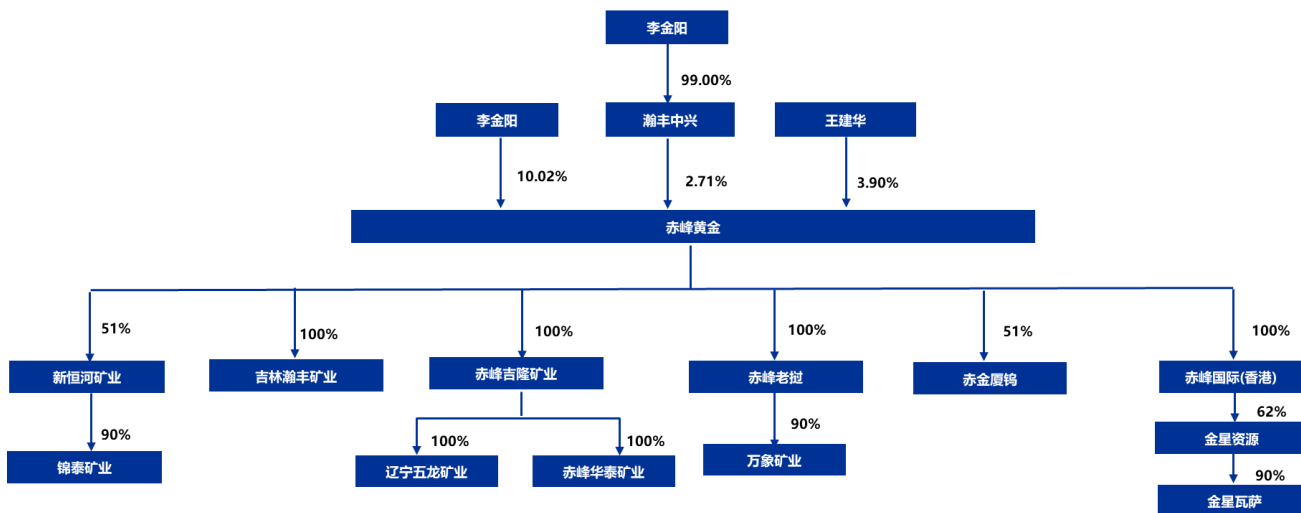 李金阳
99.00%
李金阳
瀚丰中兴
王建华
10.02%
2.71%
3.90%
赤峰黄金
51%
100%
100%
100%
51%
100%
新恒河矿业
吉林瀚丰矿业
赤峰吉隆矿业
赤峰老挝
赤金厦钨
赤峰国际(香港)
90%
100%
100%
90%
62%
锦泰矿业
辽宁五龙矿业
赤峰华泰矿业
万象矿业
金星资源
90%
金星瓦萨